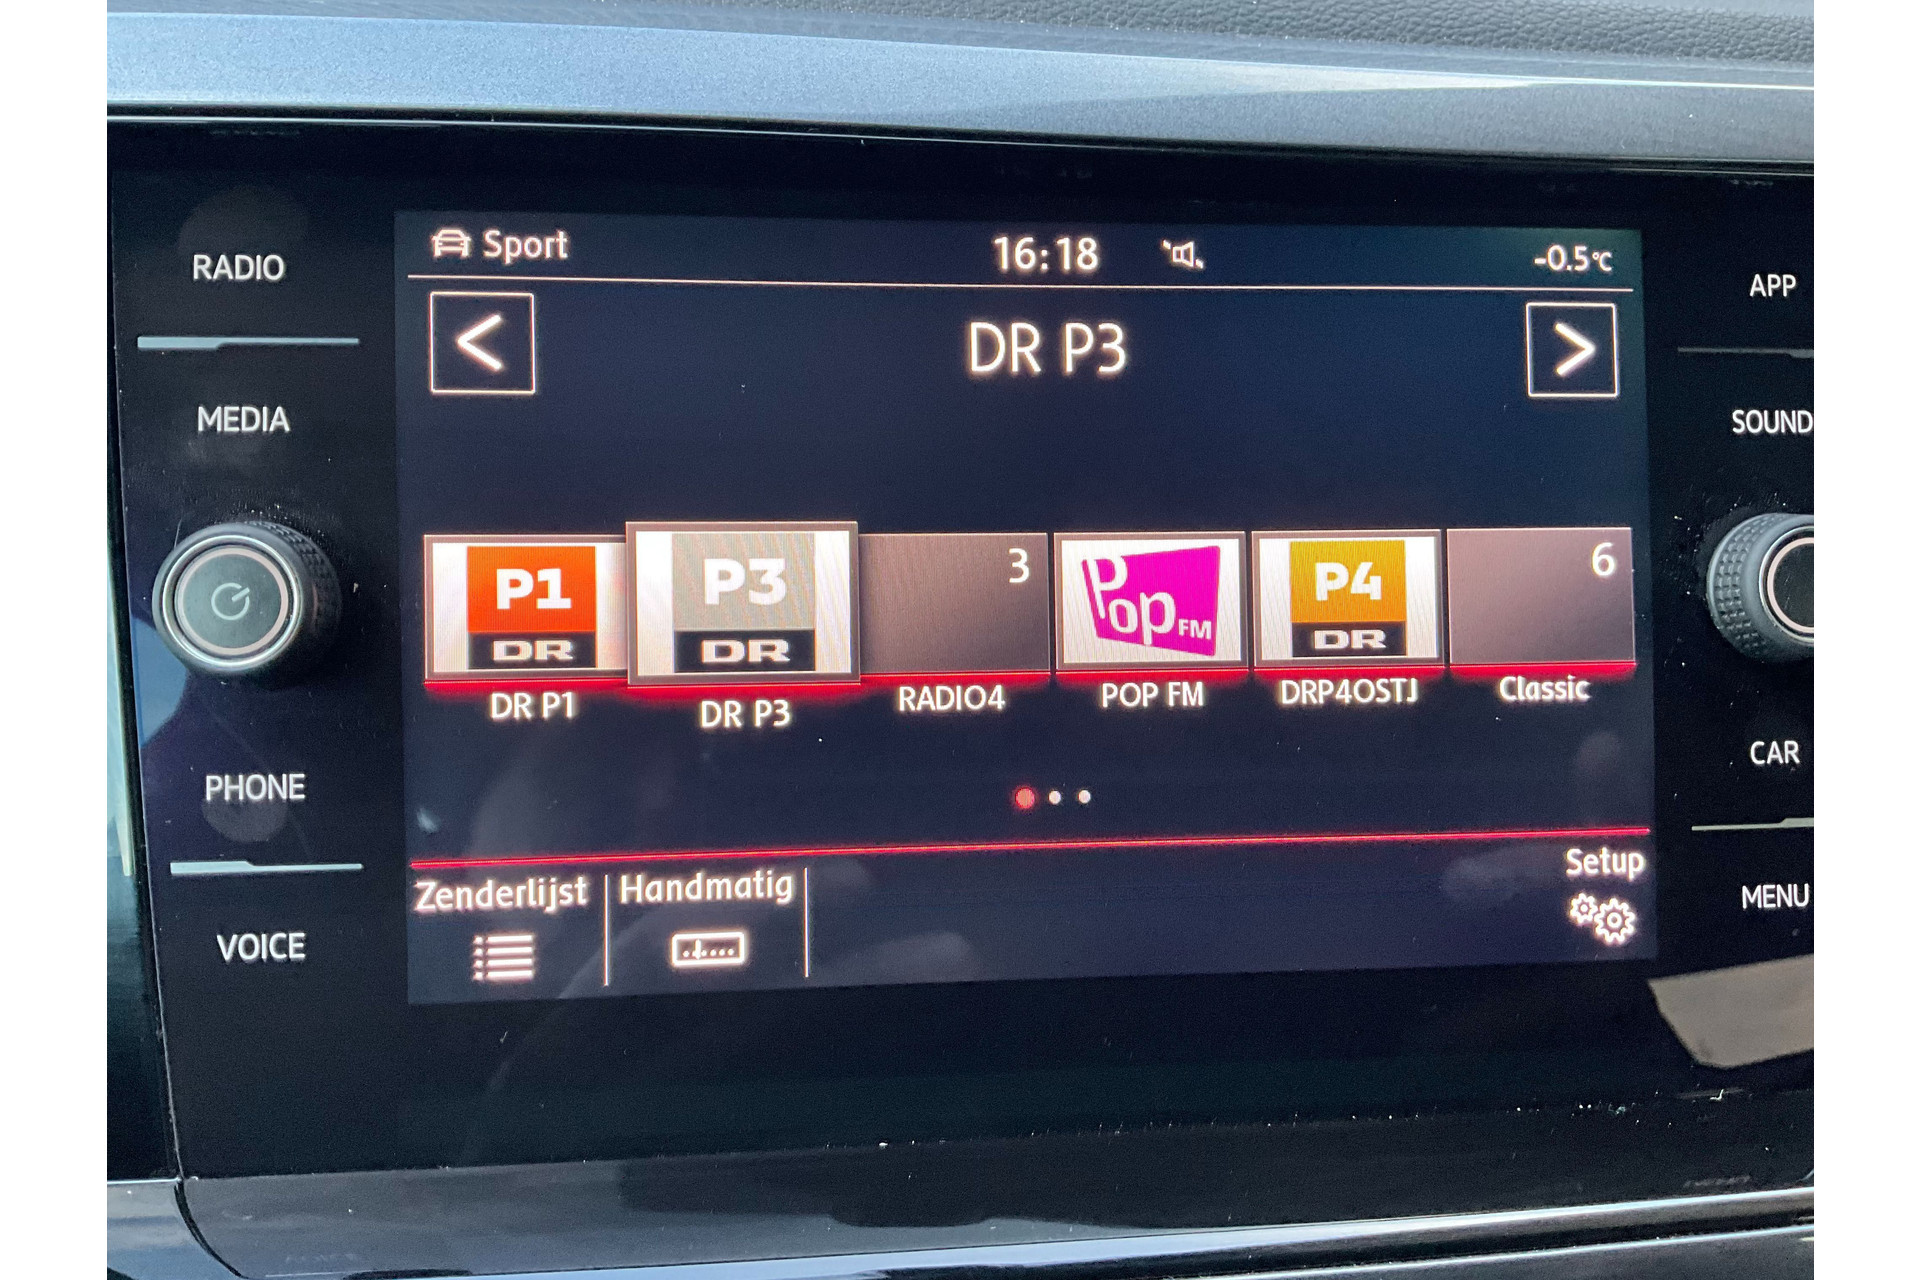 RADIO
MEDIA
PHONE
VOICE
Sport
16:18
-0.5°C
<
DR P3
>
P1
DR
P3
DR
3
Pop FM
P4
DR
6
DR P1
DR P3
RADIO4
POP FM
DRP4OSTJ
Classic
Zenderlijst
Handmatig
Setup
APP
SOUND
CAR
MENU